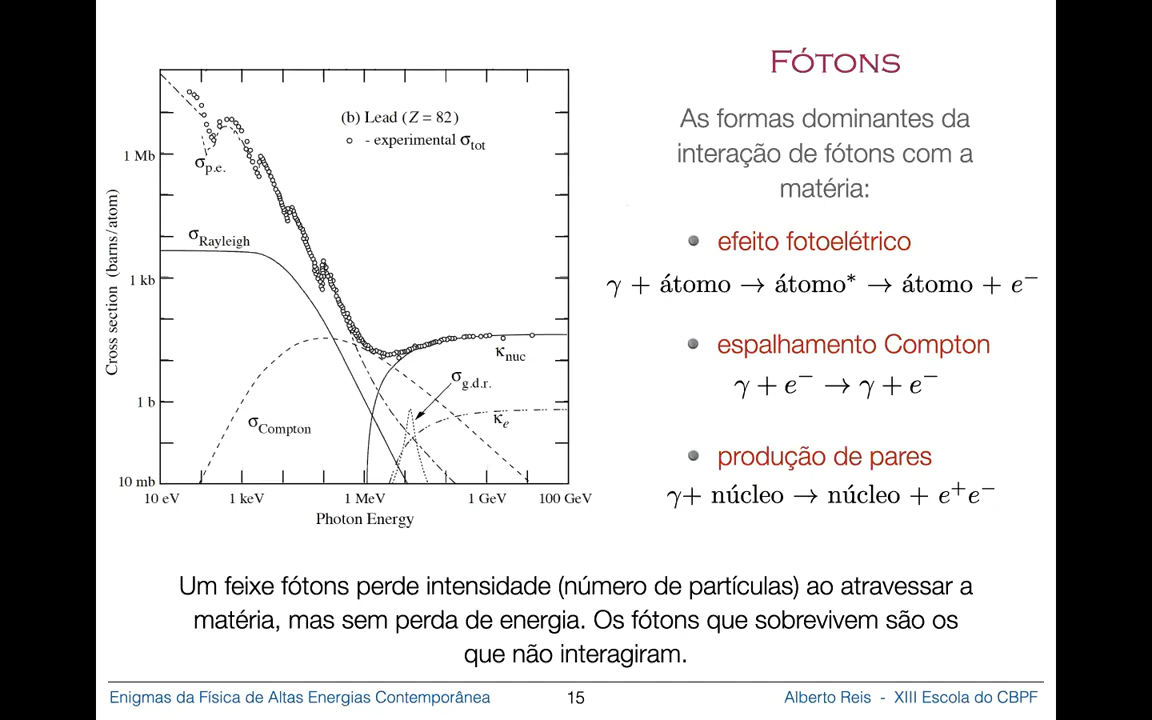 FÓTONS
As formas dominantes da
interação de fótons com a
matéria:
efeito fotoelétrico
γ + átomo → átomo* → átomo + e⁻
espalhamento Compton
γ + e⁻ → γ + e⁻
produção de pares
γ+ núcleo → núcleo + e⁺e⁻
(b) Lead (Z = 82)
- experimental σtot
σp.e.
σRayleigh
κnuc
σg.d.r.
κe
σCompton
Cross section (barns/atom)
1 Mb
1 kb
1 b
10 mb
10 eV 1 keV 1 MeV 1 GeV 100 GeV
Photon Energy
Um feixe fótons perde intensidade (número de partículas) ao atravessar a
matéria, mas sem perda de energia. Os fótons que sobrevivem são os
que não interagiram.
Enigmas da Física de Altas Energias Contemporânea 15 Alberto Reis - XIII Escola do CBPF